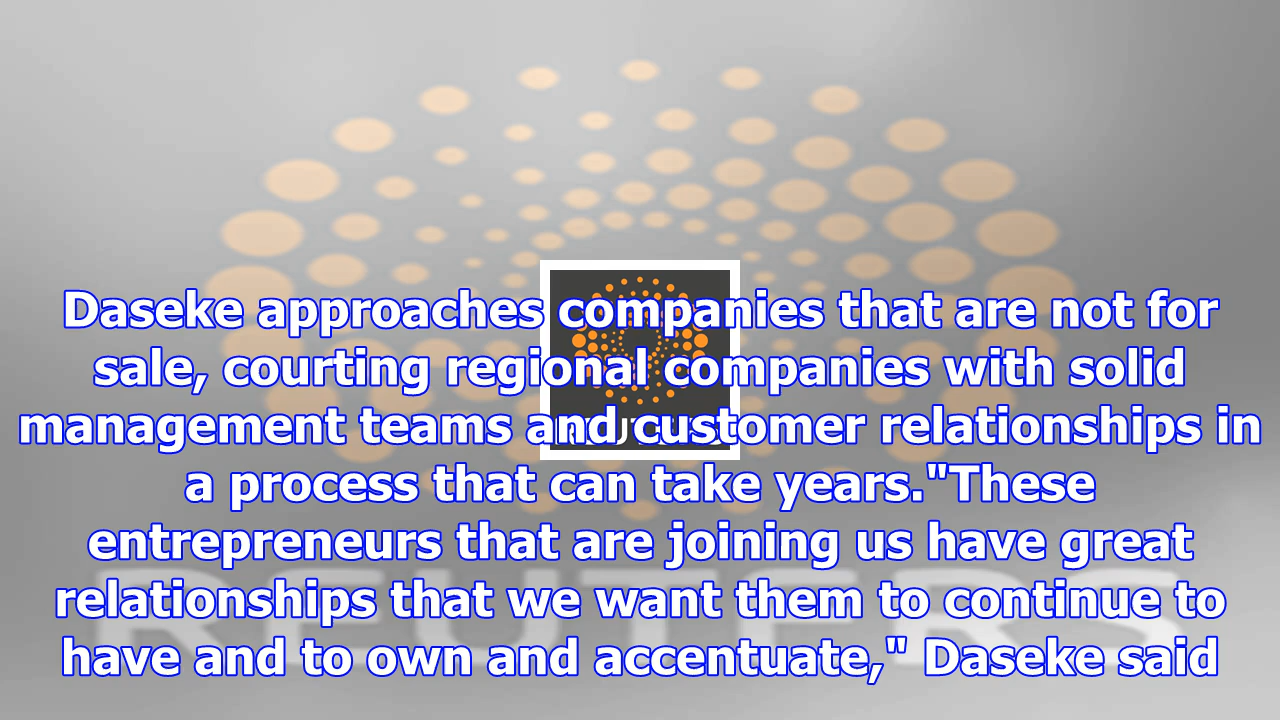 Daseke approaches companies that are not for
sale, courting regional companies with solid
management teams and customer relationships in
a process that can take years."These
entrepreneurs that are joining us have great
relationships that we want them to continue to
have and to own and accentuate," Daseke said
REUTERS